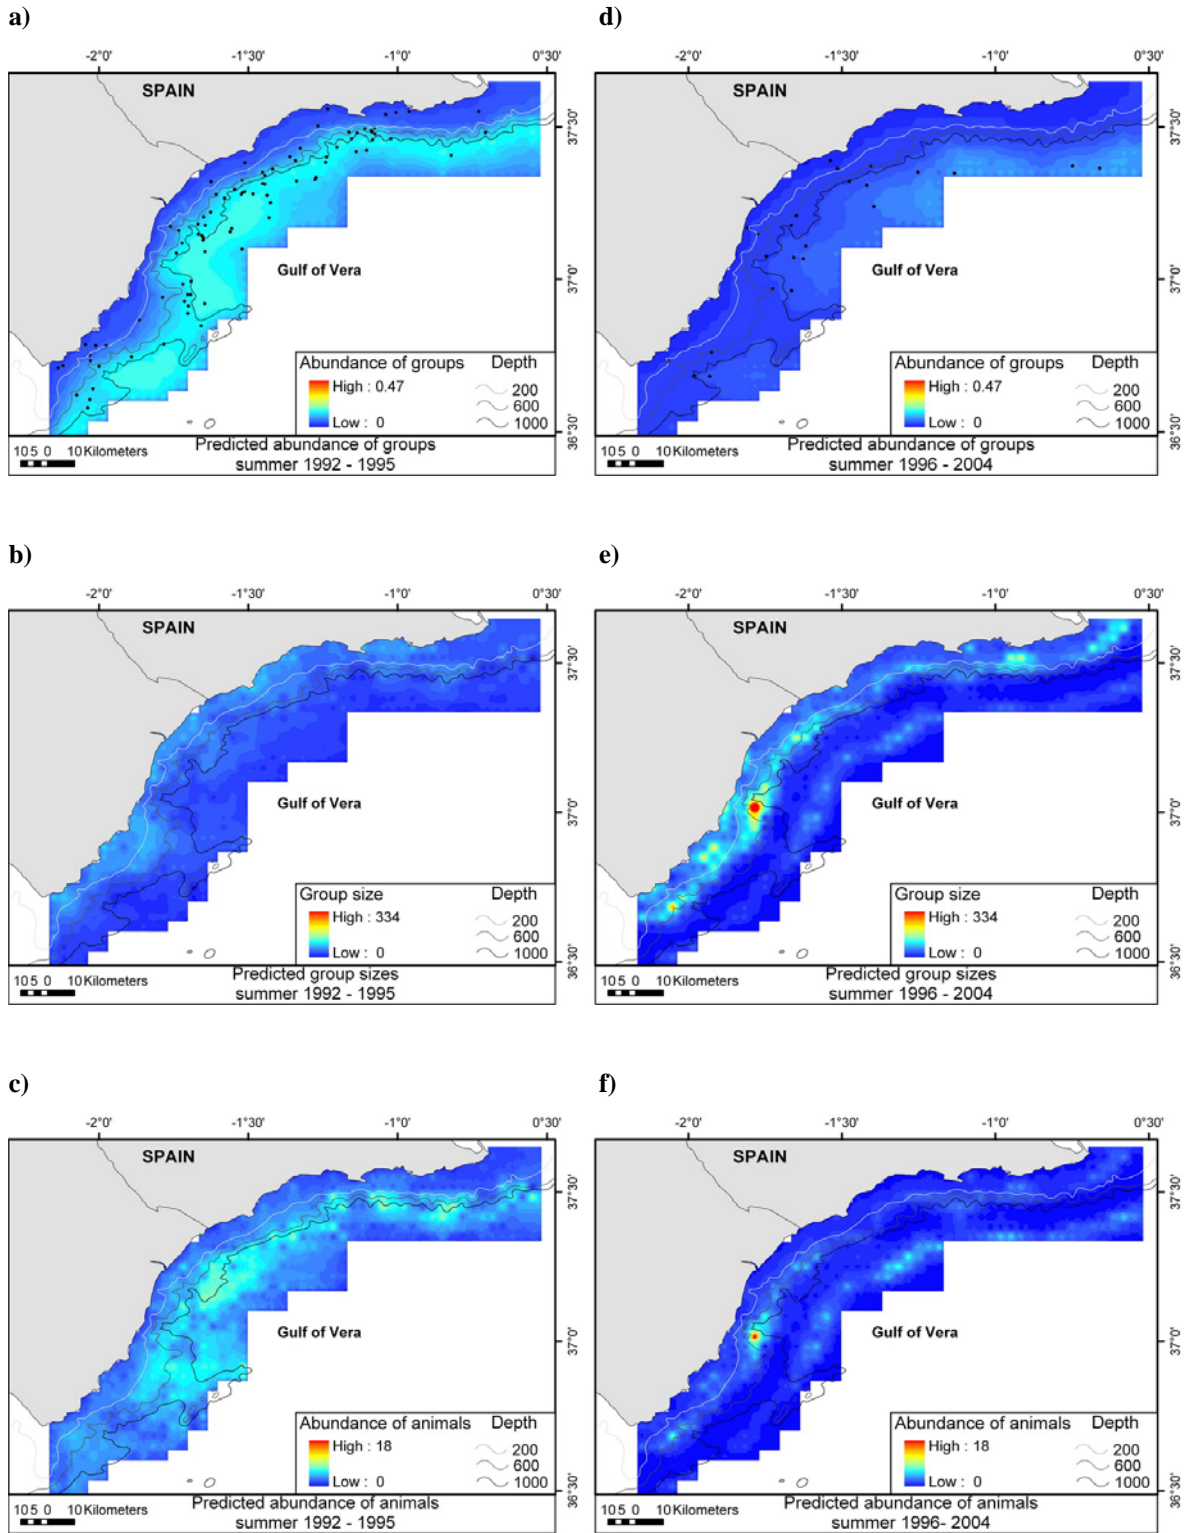 a)
-2°0'
-1°30'
-1°0'
0°30'
SPAIN
37°30'
Gulf of Vera
37°0'
Abundance of groups
Depth
High : 0.47
200
600
Low : 0
1000
36°30'
10 5 0 10 Kilometers
Predicted abundance of groups
summer 1992 - 1995
d)
-2°0'
-1°30'
-1°0'
0°30'
SPAIN
37°30'
Gulf of Vera
37°0'
Abundance of groups
Depth
High : 0.47
200
600
Low : 0
1000
36°30'
10 5 0 10 Kilometers
Predicted abundance of groups
summer 1996 - 2004
b)
-2°0'
-1°30'
-1°0'
0°30'
SPAIN
37°30'
Gulf of Vera
37°0'
Group size
Depth
High : 334
200
600
Low : 0
1000
36°30'
10 5 0 10 Kilometers
Predicted group sizes
summer 1992 - 1995
e)
-2°0'
-1°30'
-1°0'
0°30'
SPAIN
37°30'
Gulf of Vera
37°0'
Group size
Depth
High : 334
200
600
Low : 0
1000
36°30'
10 5 0 10 Kilometers
Predicted group sizes
summer 1996 - 2004
c)
-2°0'
-1°30'
-1°0'
0°30'
SPAIN
37°30'
Gulf of Vera
37°0'
Abundance of animals
Depth
High : 18
200
600
Low : 0
1000
36°30'
10 5 0 10 Kilometers
Predicted abundance of animals
summer 1992 - 1995
f)
-2°0'
-1°30'
-1°0'
0°30'
SPAIN
37°30'
Gulf of Vera
37°0'
Abundance of animals
Depth
High : 18
200
600
Low : 0
1000
36°30'
10 5 0 10 Kilometers
Predicted abundance of animals
summer 1996- 2004